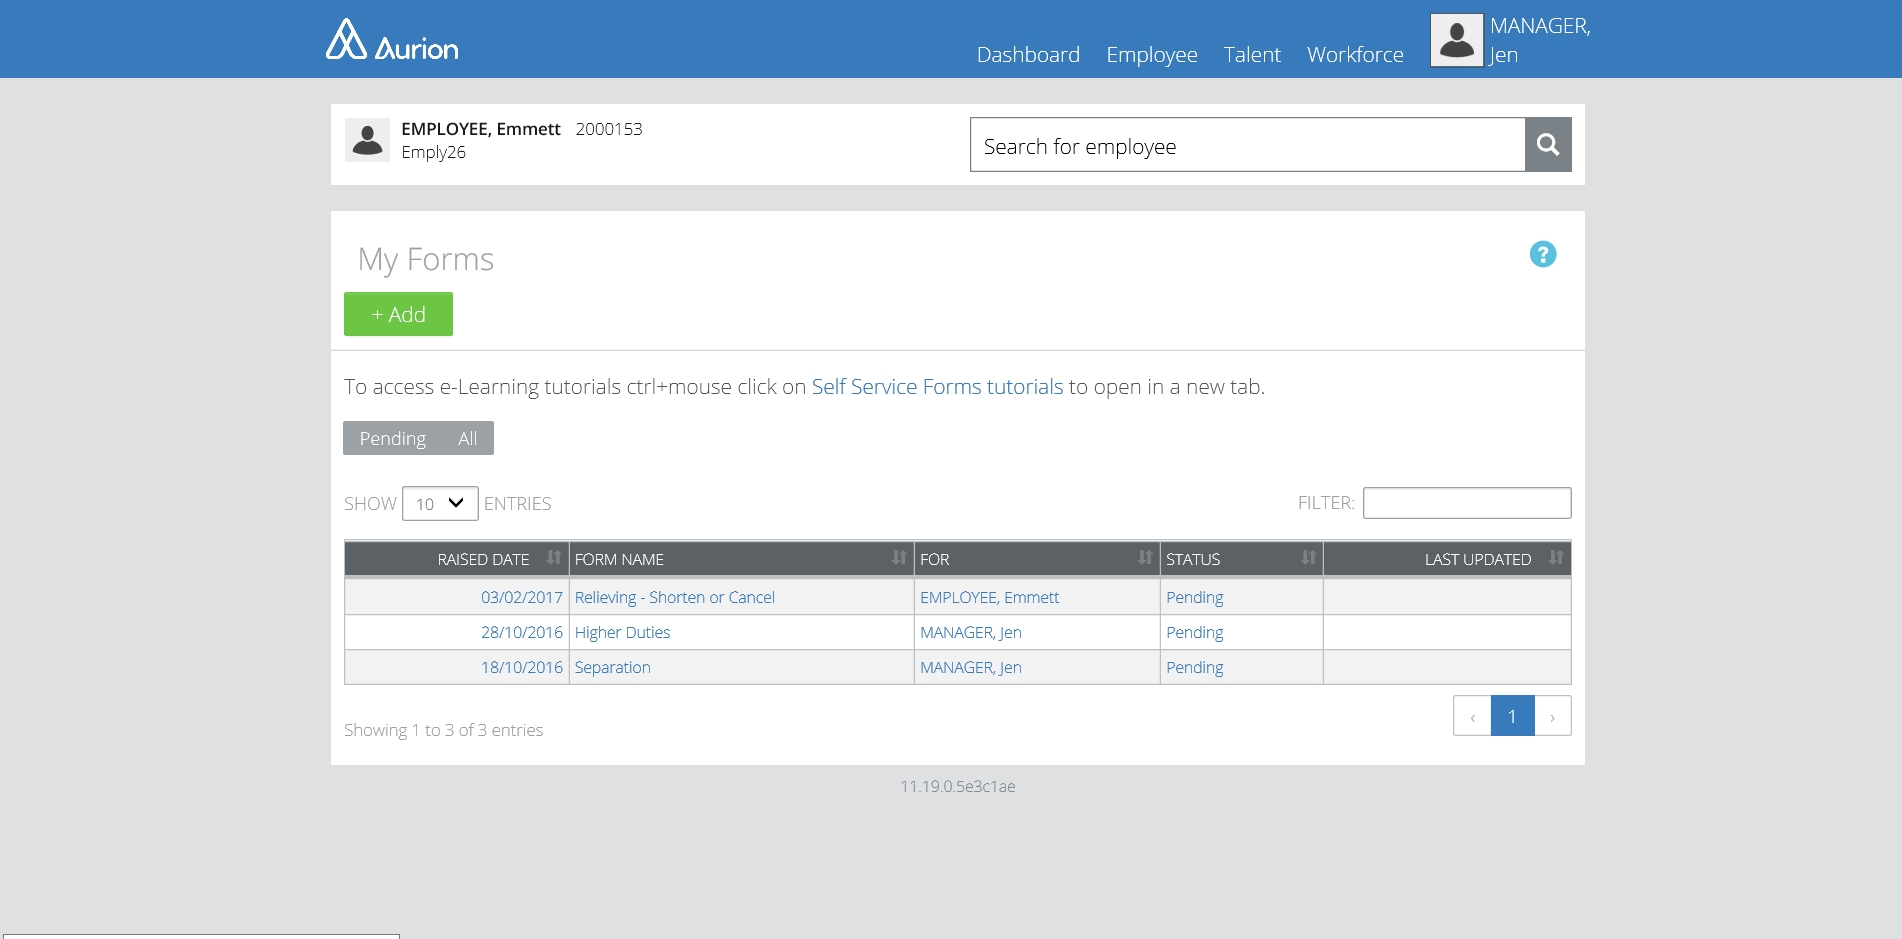 Aurion
Dashboard Employee Talent Workforce MANAGER,
Jen
EMPLOYEE, Emmett 2000153
Emply26
Search for employee
My Forms
?
+ Add
To access e-Learning tutorials ctrl+mouse click on Self Service Forms tutorials to open in a new tab.
Pending All
SHOW 10 ENTRIES FILTER:
RAISED DATE FORM NAME FOR STATUS LAST UPDATED
03/02/2017 Relieving - Shorten or Cancel EMPLOYEE, Emmett Pending
28/10/2016 Higher Duties MANAGER, Jen Pending
18/10/2016 Separation MANAGER, Jen Pending
‹ 1 ›
Showing 1 to 3 of 3 entries
11.19.0.5e3c1ae